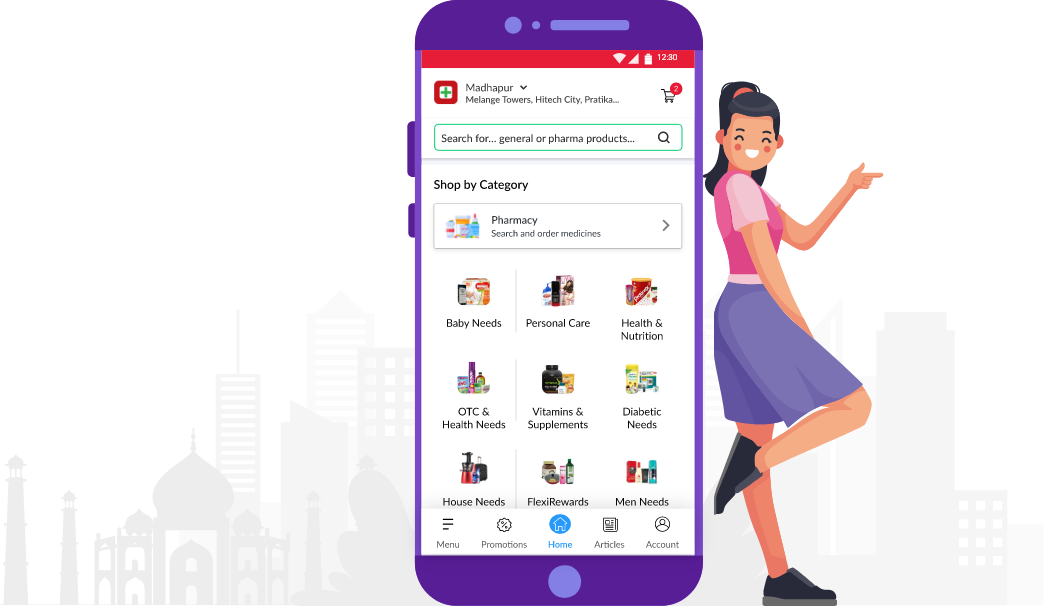 12:30
Madhapur
Melange Towers, Hitech City, Pratika...
2
Search for... general or pharma products...
Shop by Category
Pharmacy
Search and order medicines
Baby Needs
Personal Care
Health &
Nutrition
OTC &
Health Needs
Vitamins &
Supplements
Diabetic
Needs
House Needs
FlexiRewards
Men Needs
Menu
Promotions
Home
Articles
Account